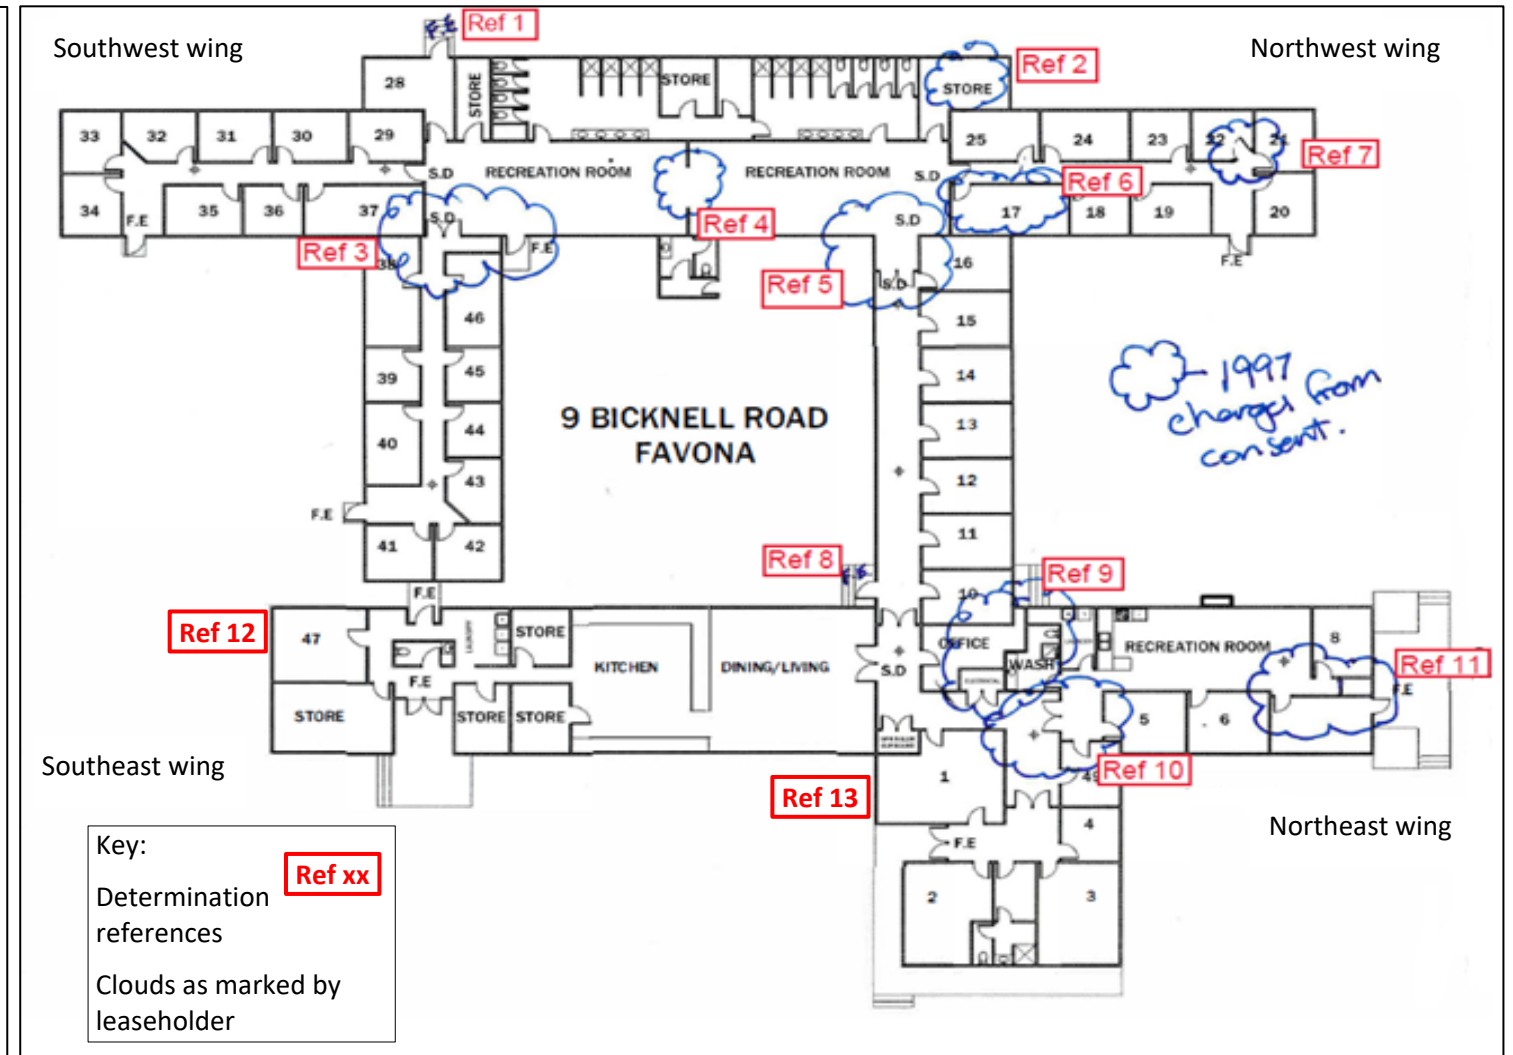 F.E
Ref 1
Southwest wing
Northwest wing
Ref 2
28
STORE
STORE
STORE
33
32
31
30
29
25
24
23
22
21
Ref 7
S.D
RECREATION ROOM
RECREATION ROOM
S.D
Ref 6
34
F.E
35
36
37
S.D
Ref 4
S.D
17
18
19
20
Ref 3
38
F.E
Ref 5
S.D
16
F.E
46
15
39
45
14
1997
changes from
consent.
9 BICKNELL ROAD
FAVONA
40
44
13
43
12
F.E
41
42
11
Ref 8
F.E
Ref 9
F.E
10
Ref 12
47
LAUNDRY
STORE
KITCHEN
DINING/LIVING
S.D
OFFICE
WASH
ELECTRICAL
RECREATION ROOM
8
Ref 11
F.E
F.E
STORE
STORE
STORE
5
6
Southeast wing
Ref 13
1
49
Ref 10
Northeast wing
4
F.E
2
3
Key:
Ref xx
Determination
references
Clouds as marked by
leaseholder